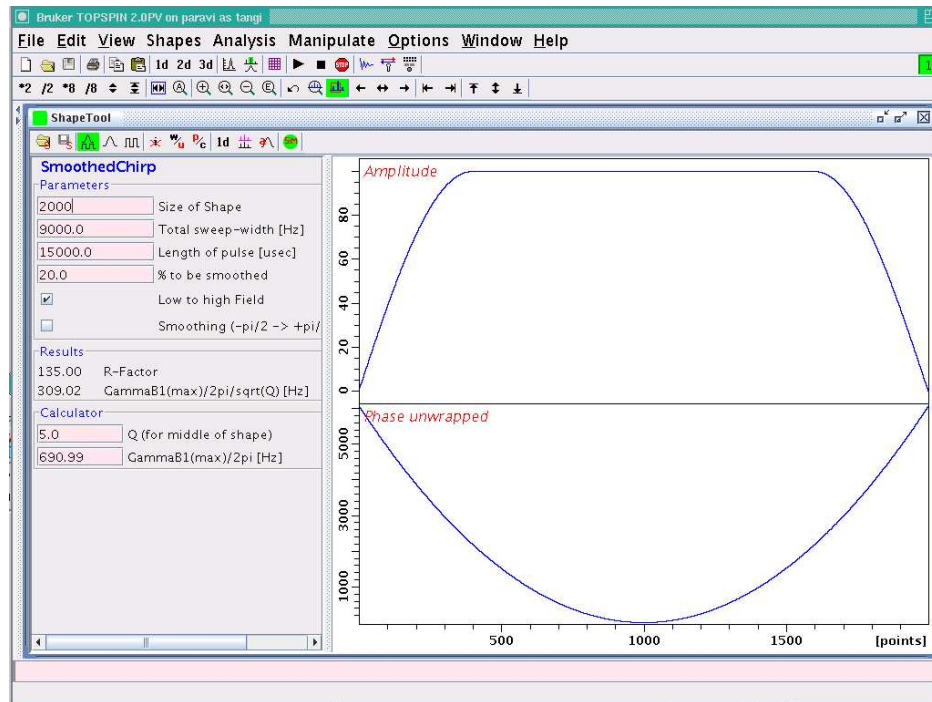 Bruker TOPSPIN 2.0PV on paravi as tangi
File Edit View Shapes Analysis Manipulate Options Window Help
1d 2d 3d
1
*2 /2 *8 /8
ShapeTool
1d
SmoothedChirp
Parameters
2000 Size of Shape
9000.0 Total sweep-width [Hz]
15000.0 Length of pulse [usec]
20.0 % to be smoothed
Low to high Field
Smoothing (-pi/2 -> +pi/
Results
135.00 R-Factor
309.02 GammaB1(max)/2pi/sqrt(Q) [Hz]
Calculator
5.0 Q (for middle of shape)
690.99 GammaB1(max)/2pi [Hz]
Amplitude
80
60
40
20
0
Phase unwrapped
5000
3000
1000
500 1000 1500 [points]